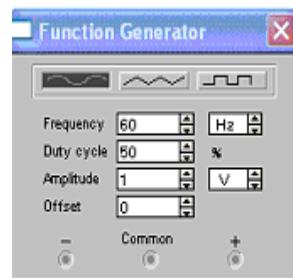 Function Generator
Frequency 60 Hz
Duty cycle 50 %
Amplitude 1 V
Offset 0
− Common +